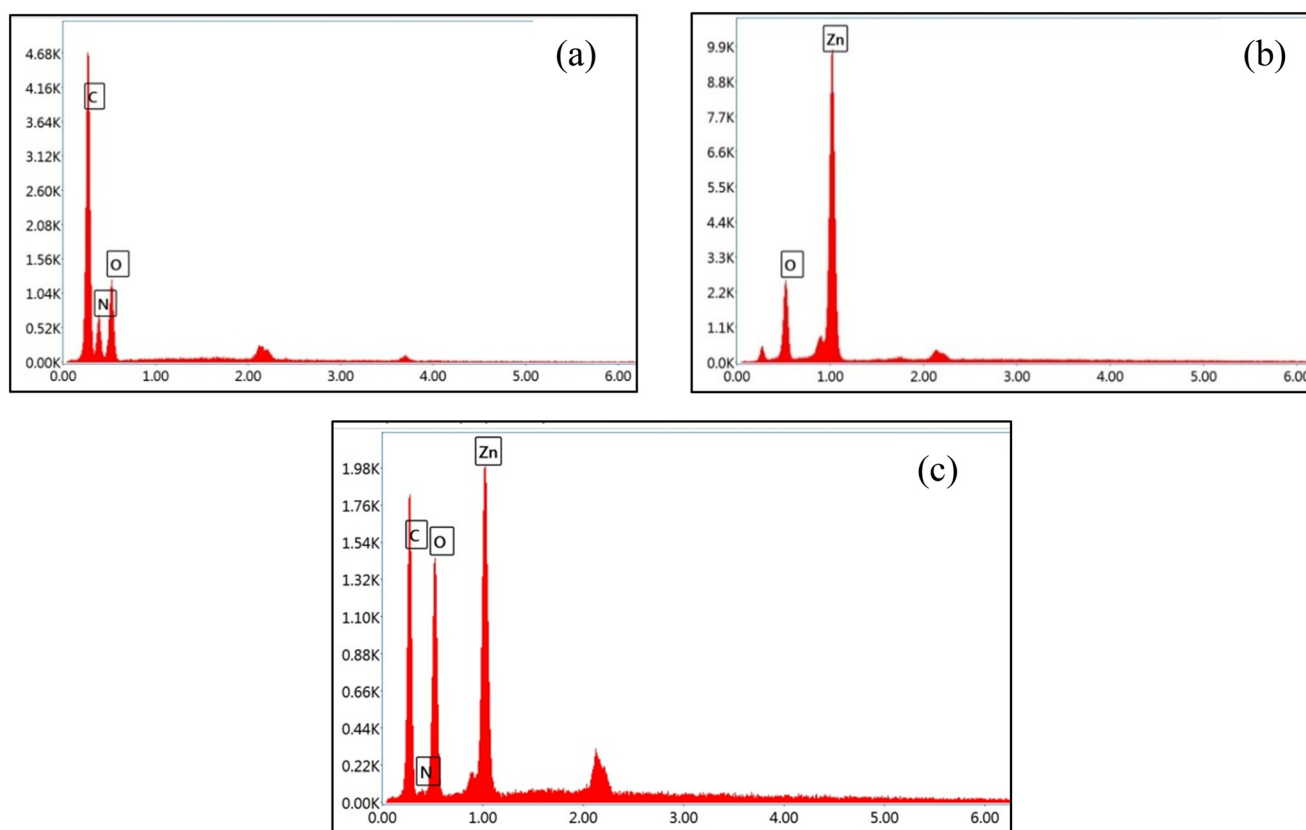 (a)
4.68K
C
4.16K
3.64K
3.12K
2.60K
2.08K
1.56K
O
1.04K
N
0.52K
0.00K
0.00 1.00 2.00 3.00 4.00 5.00 6.00
(b)
Zn
9.9K
8.8K
7.7K
6.6K
5.5K
4.4K
3.3K
O
2.2K
1.1K
0.0K
0.00 1.00 2.00 3.00 4.00 5.00 6.0
(c)
Zn
1.98K
1.76K
C O
1.54K
1.32K
1.10K
0.88K
0.66K
0.44K
0.22K
N
0.00K
0.00 1.00 2.00 3.00 4.00 5.00 6.00